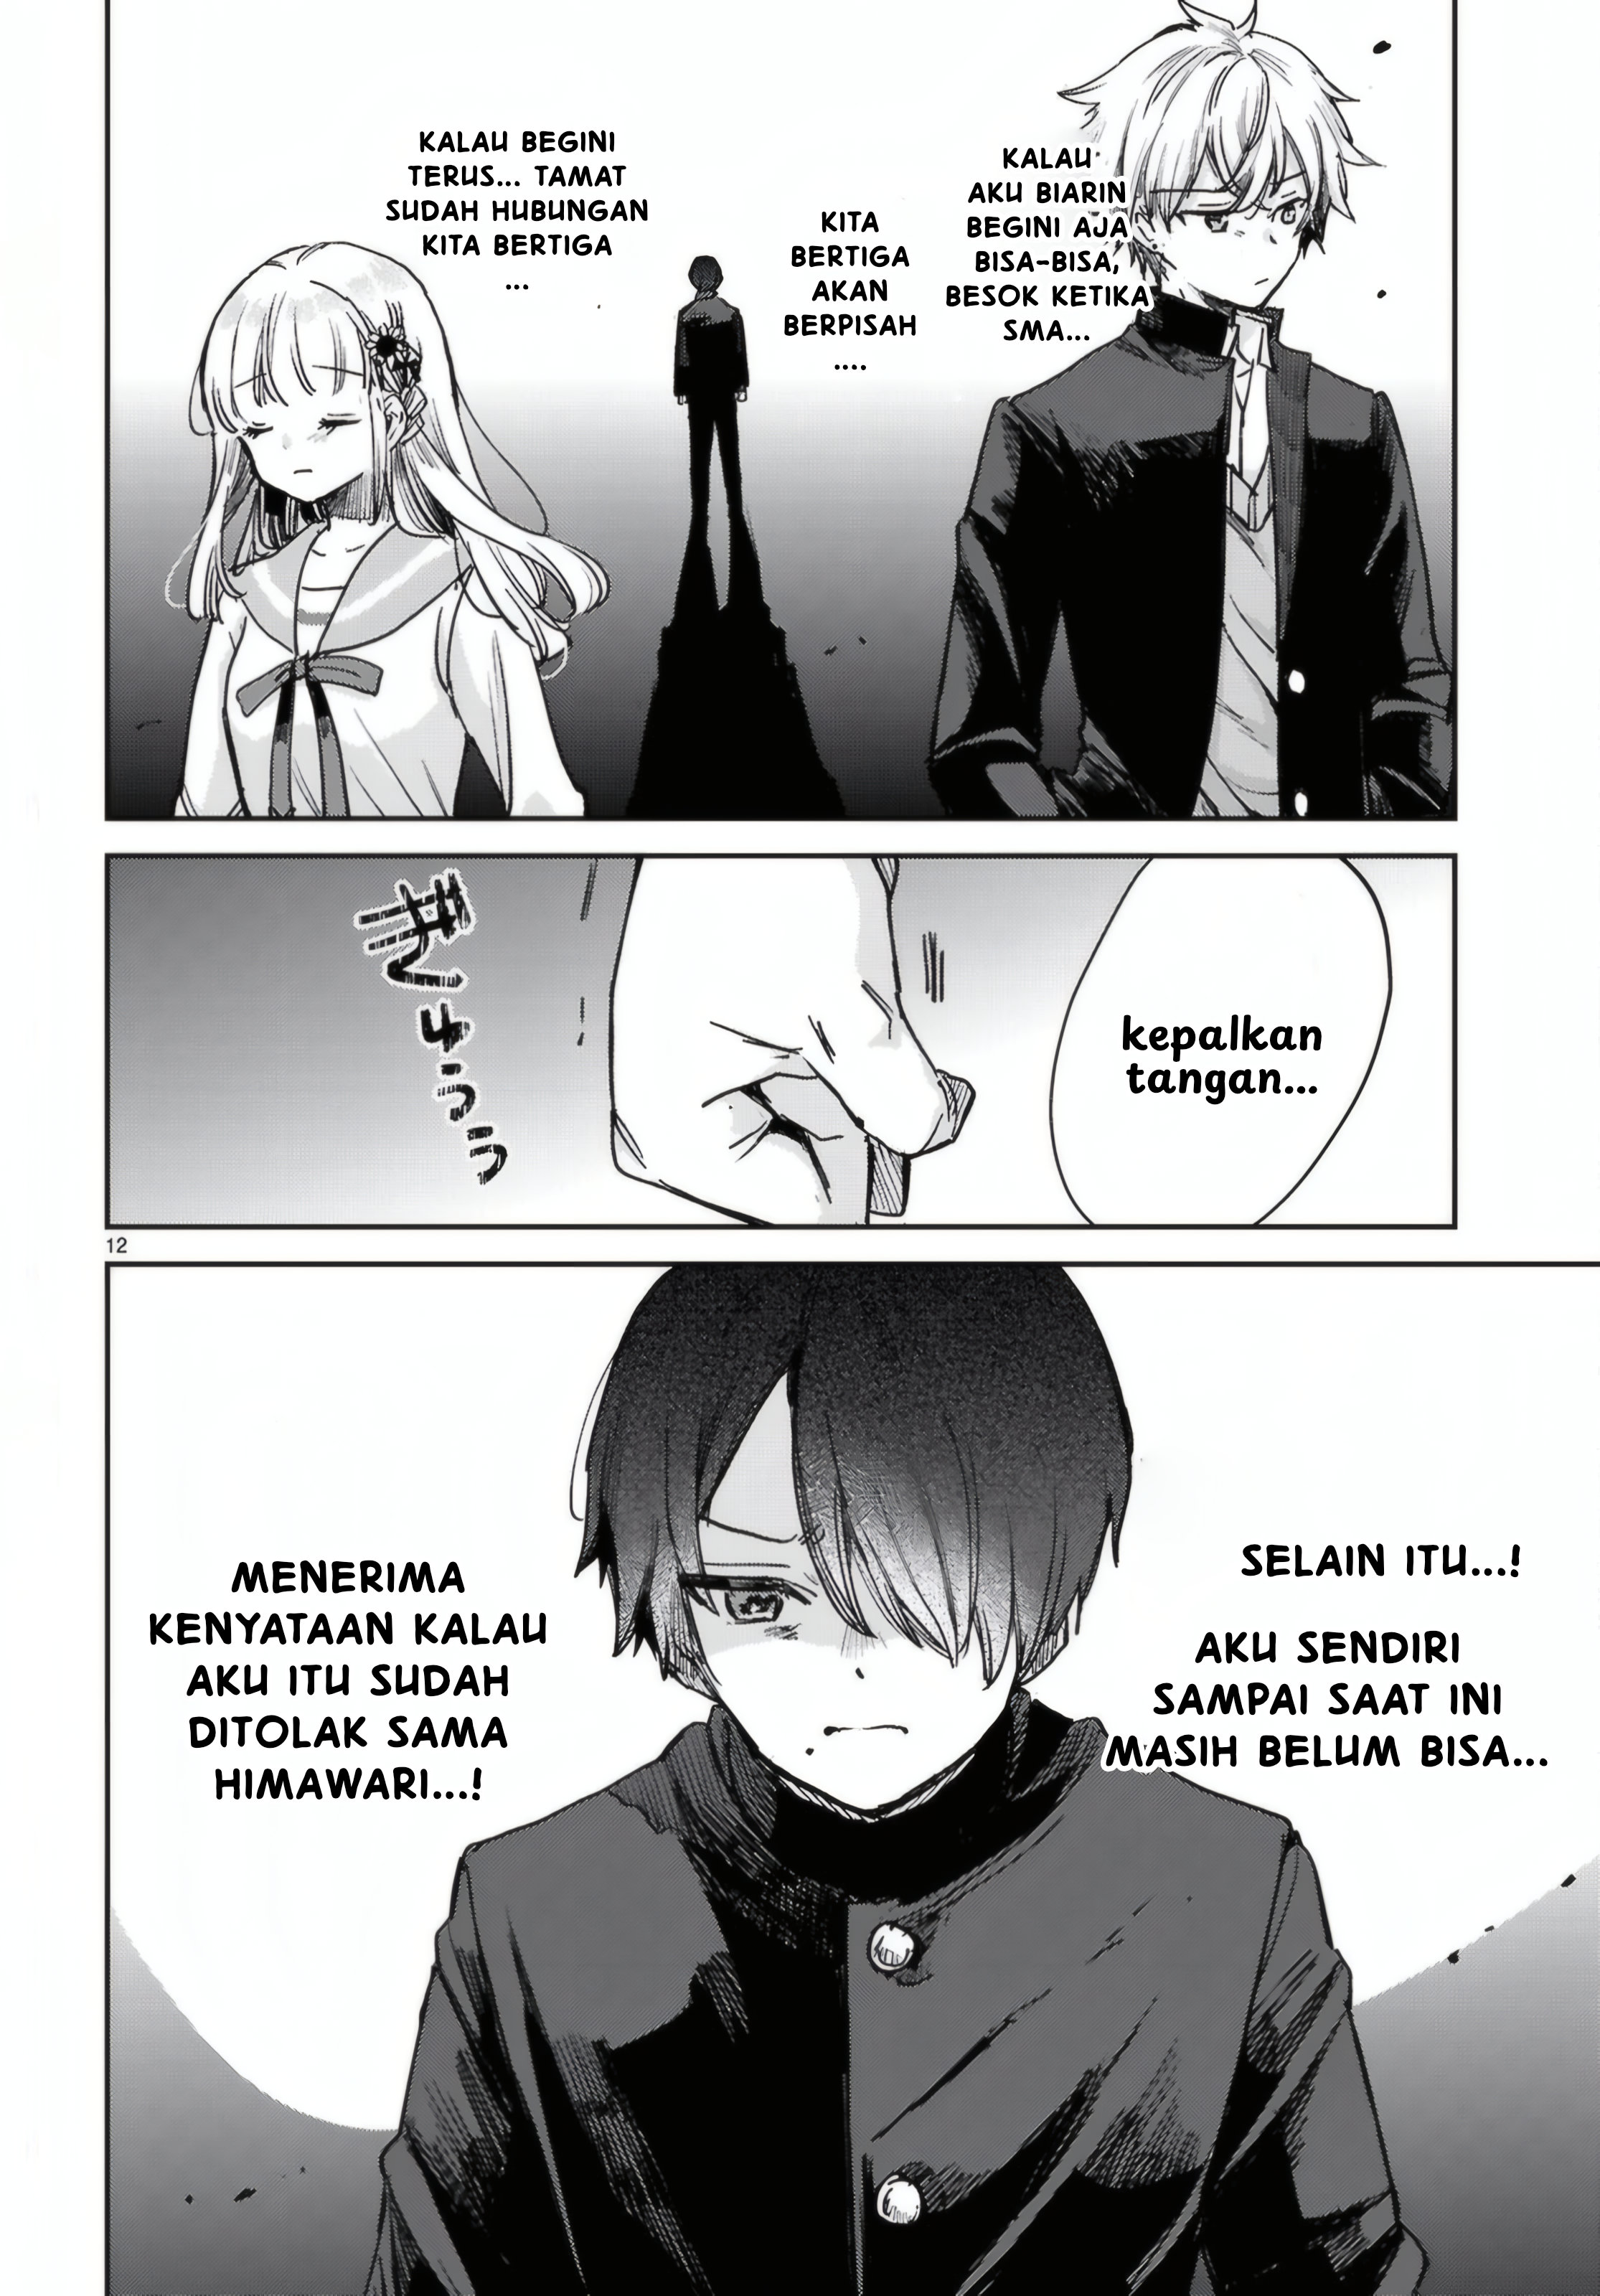 KALAU
AKU BIARIN
BEGINI AJA
BISA-BISA,
BESOK KETIKA
SMA...
KITA
BERTIGA
AKAN
BERPISAH
....
KALAU BEGINI
TERUS... TAMAT
SUDAH HUBUNGAN
KITA BERTIGA
...
kepalkan
tangan...
ぎゅうぅ
12
SELAIN ITU...!
AKU SENDIRI
SAMPAI SAAT INI
MASIH BELUM BISA...
MENERIMA
KENYATAAN KALAU
AKU ITU SUDAH
DITOLAK SAMA
HIMAWARI...!